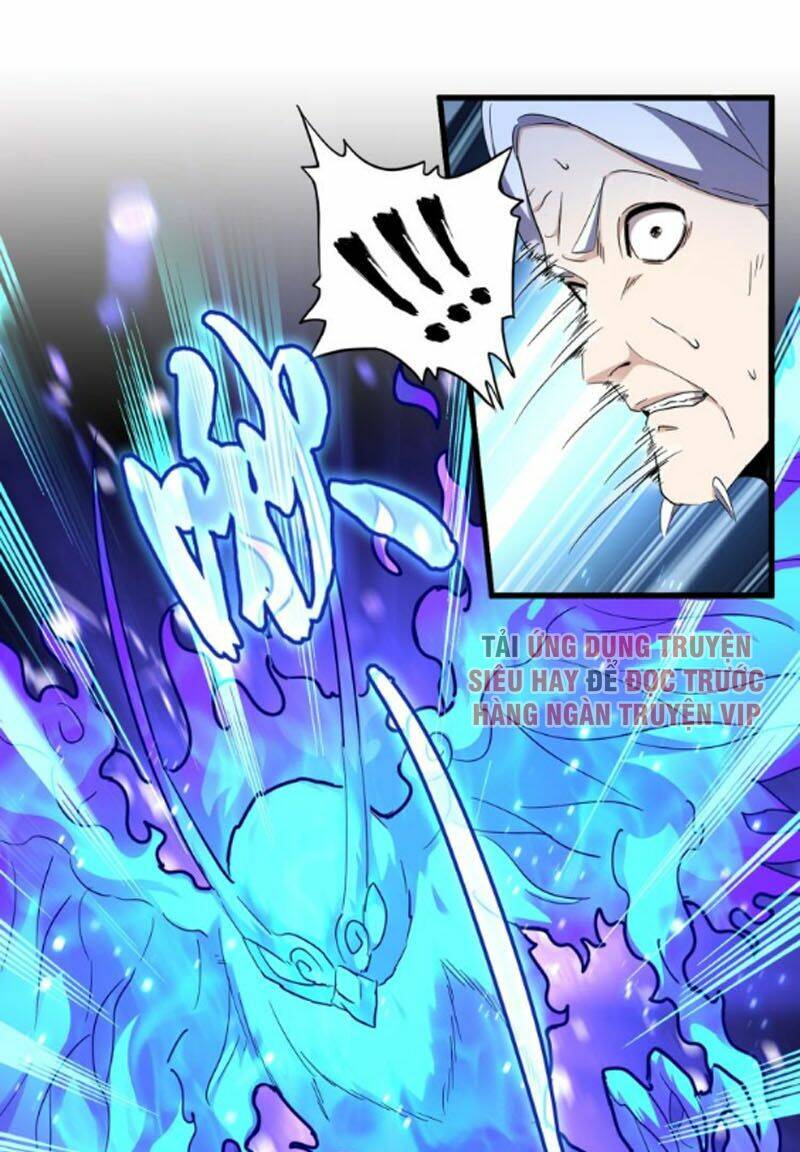 !!!
TẢI ỨNG DỤNG TRUYỆN
SIÊU HAY ĐỂ ĐỌC TRƯỚC
HÀNG NGÀN TRUYỆN VIP